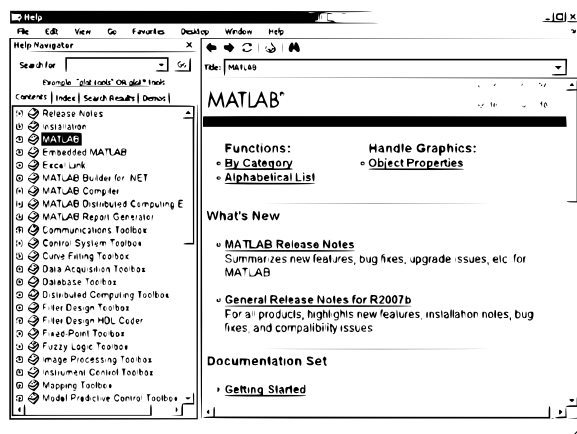 Help
File Edit View Go Favorites Desktop Window Help
Help Navigator
Search for Go
Example: "plot tools" OR plot* tools
Contents Index Search Results Demos
Release Notes
Installation
MATLAB
Embedded MATLAB
Excel Link
MATLAB Builder for .NET
MATLAB Compiler
MATLAB Distributed Computing E
MATLAB Report Generator
Communications Toolbox
Control System Toolbox
Curve Fitting Toolbox
Data Acquisition Toolbox
Database Toolbox
Distributed Computing Toolbox
Filter Design Toolbox
Filter Design HDL Coder
Fixed-Point Toolbox
Fuzzy Logic Toolbox
Image Processing Toolbox
Instrument Control Toolbox
Mapping Toolbox
Model Predictive Control Toolbox
Title: MATLAB
MATLAB®
Functions:
By Category
Alphabetical List
Handle Graphics:
Object Properties
What's New
MATLAB Release Notes
Summarizes new features, bug fixes, upgrade issues, etc. for
MATLAB
General Release Notes for R2007b
For all products, highlights new features, installation notes, bug
fixes, and compatibility issues
Documentation Set
Getting Started